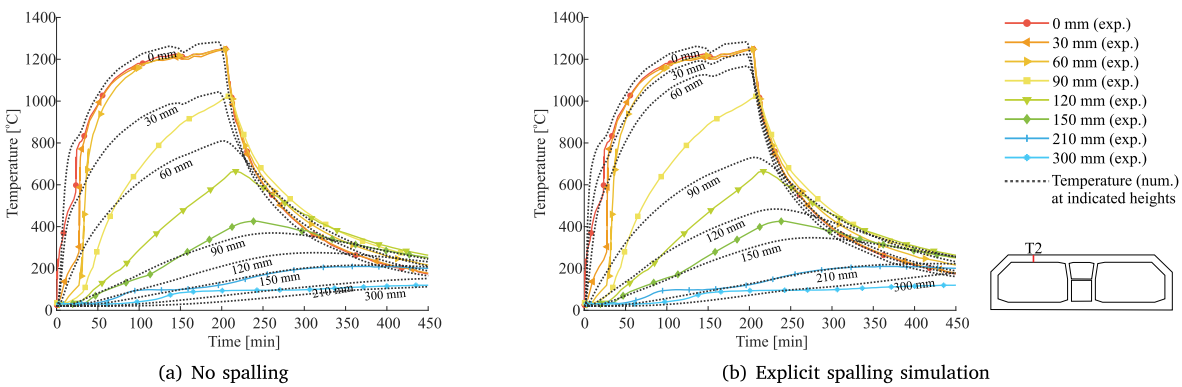 1400
1200
1000
800
600
400
200
0
Temperature [°C]
0 mm
30 mm
60 mm
90 mm
120 mm
150 mm
210 mm
300 mm
0 50 100 150 200 250 300 350 400 450
Time [min]
(a) No spalling
1400
1200
1000
800
600
400
200
0
Temperature [°C]
0 mm
30 mm
60 mm
90 mm
120 mm
150 mm
210 mm
300 mm
0 50 100 150 200 250 300 350 400 450
Time [min]
(b) Explicit spalling simulation
0 mm (exp.)
30 mm (exp.)
60 mm (exp.)
90 mm (exp.)
120 mm (exp.)
150 mm (exp.)
210 mm (exp.)
300 mm (exp.)
Temperature (num.)
at indicated heights
T2